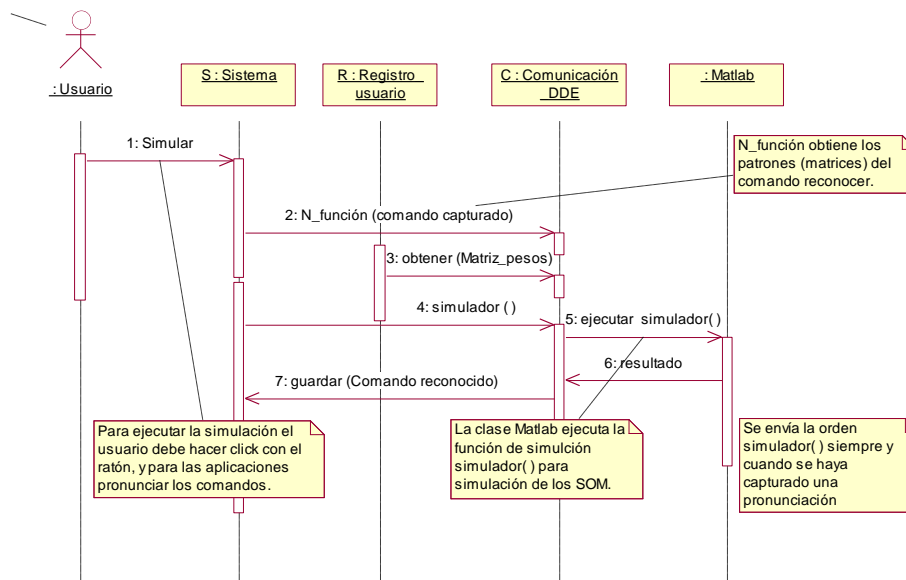 : Usuario
S : Sistema
R : Registro_
usuario
C : Comunicación
_DDE
: Matlab
1: Simular
N_función obtiene los
patrones (matrices) del
comando reconocer.
2: N_función (comando capturado)
3: obtener (Matriz_pesos)
4: simulador ( )
5: ejecutar simulador( )
6: resultado
7: guardar (Comando reconocido)
Para ejecutar la simulación el
usuario debe hacer click con el
ratón, y para las aplicaciones
pronunciar los comandos.
La clase Matlab ejecuta la
función de simulción
simulador( ) para
simulación de los SOM.
Se envía la orden
simulador( ) siempre y
cuando se haya
capturado una
pronunciación